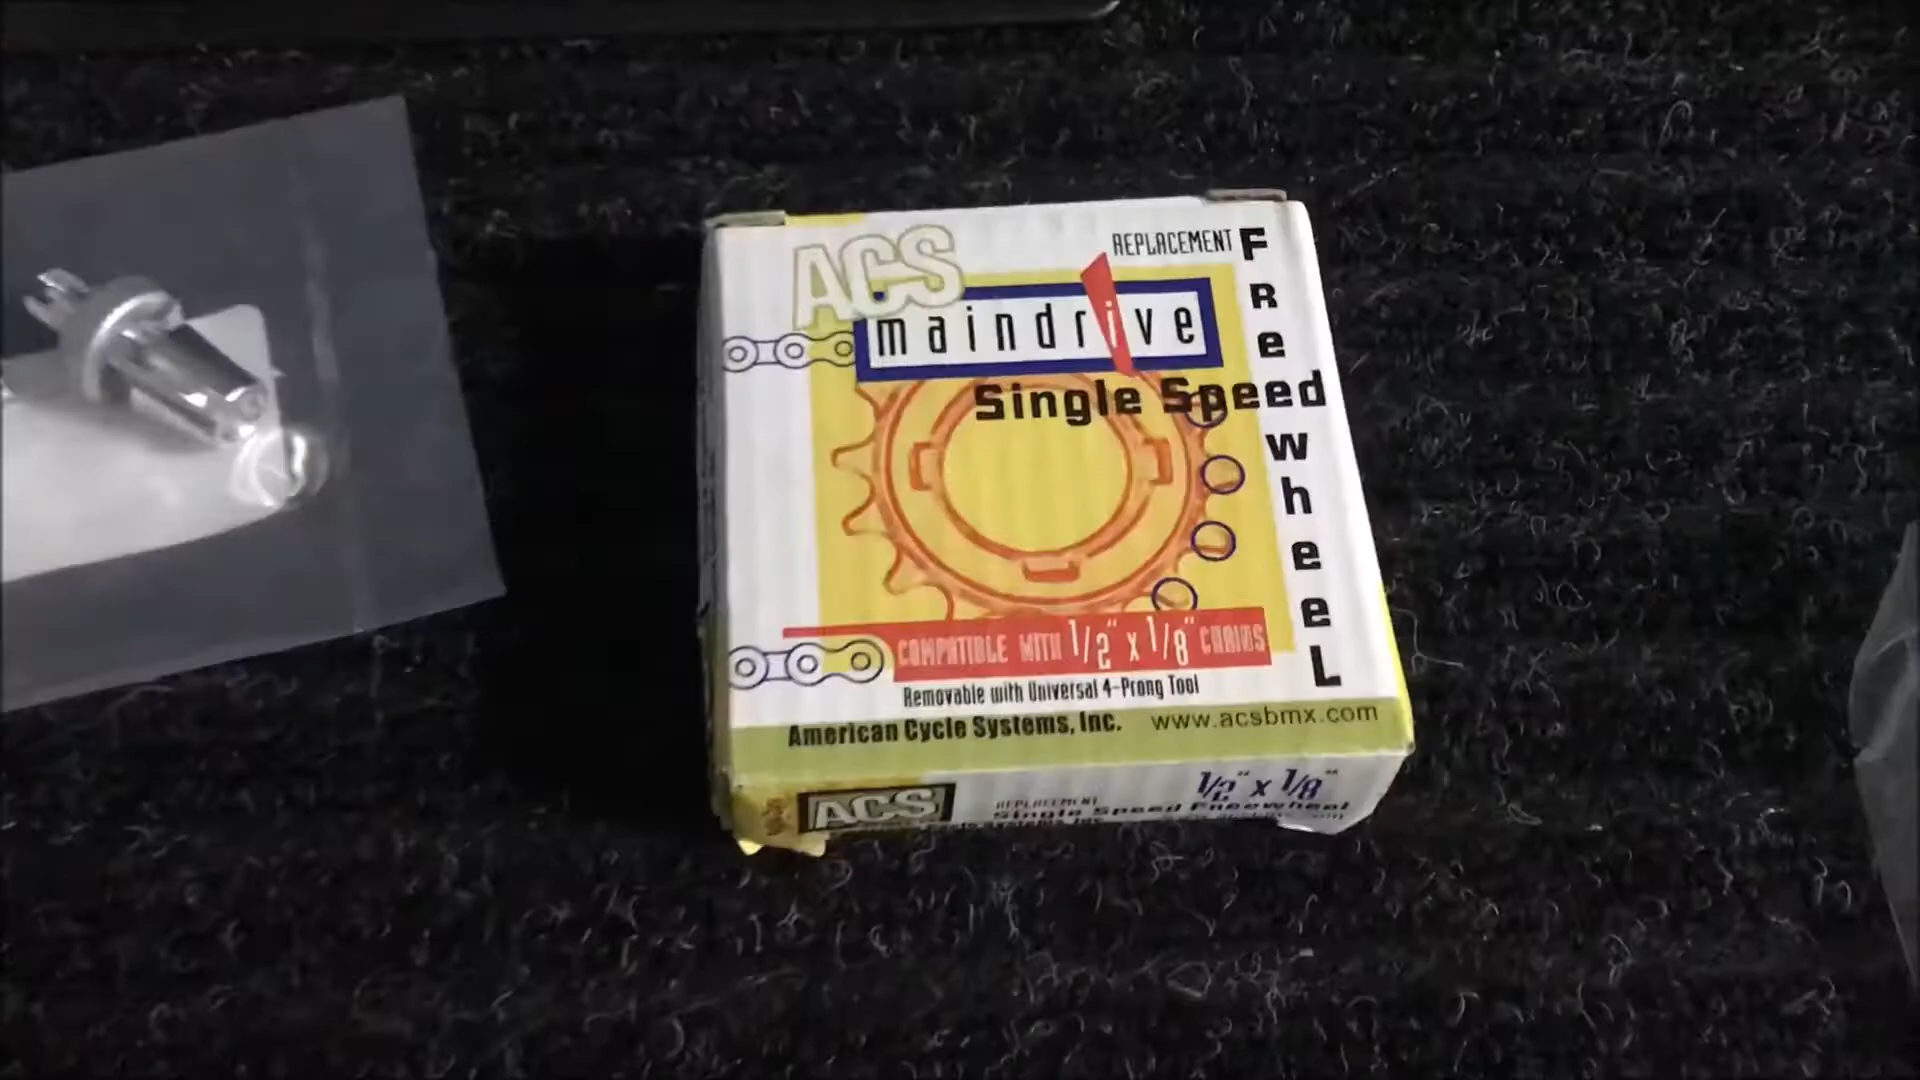 ACS
REPLACEMENT
maindrive
Single Speed
FReewheeL
COMPATIBLE WITH 1/2" x 1/8" CHAINS
Removable with Universal 4-Prong Tool
American Cycle Systems, Inc. www.acsbmx.com
ACS
REPLACEMENT
1/2" x 1/8"
Single Speed Freewheel